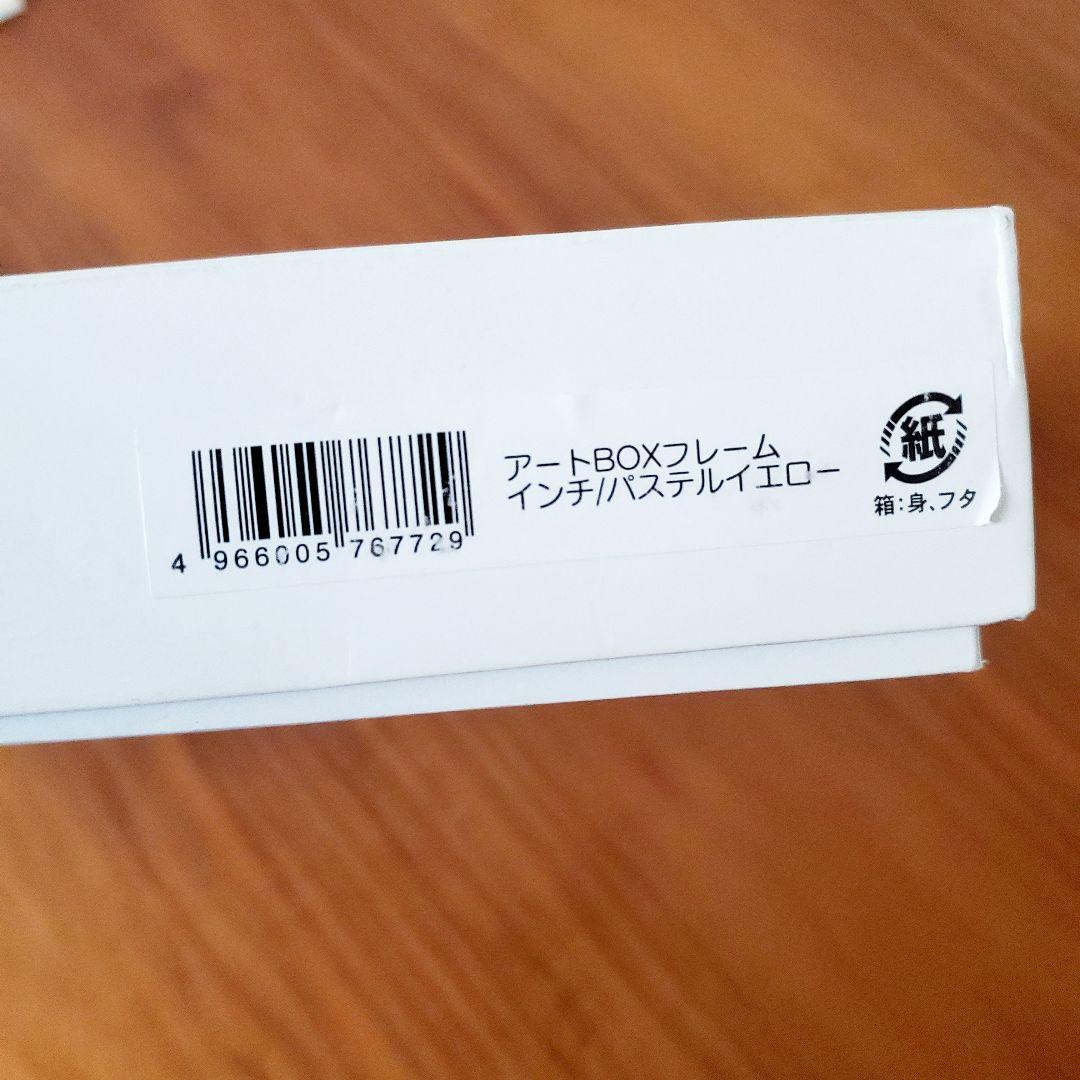 4 966005 767729
アートBOXフレーム
インチ/パステルイエロー
紙
箱:身、フタ